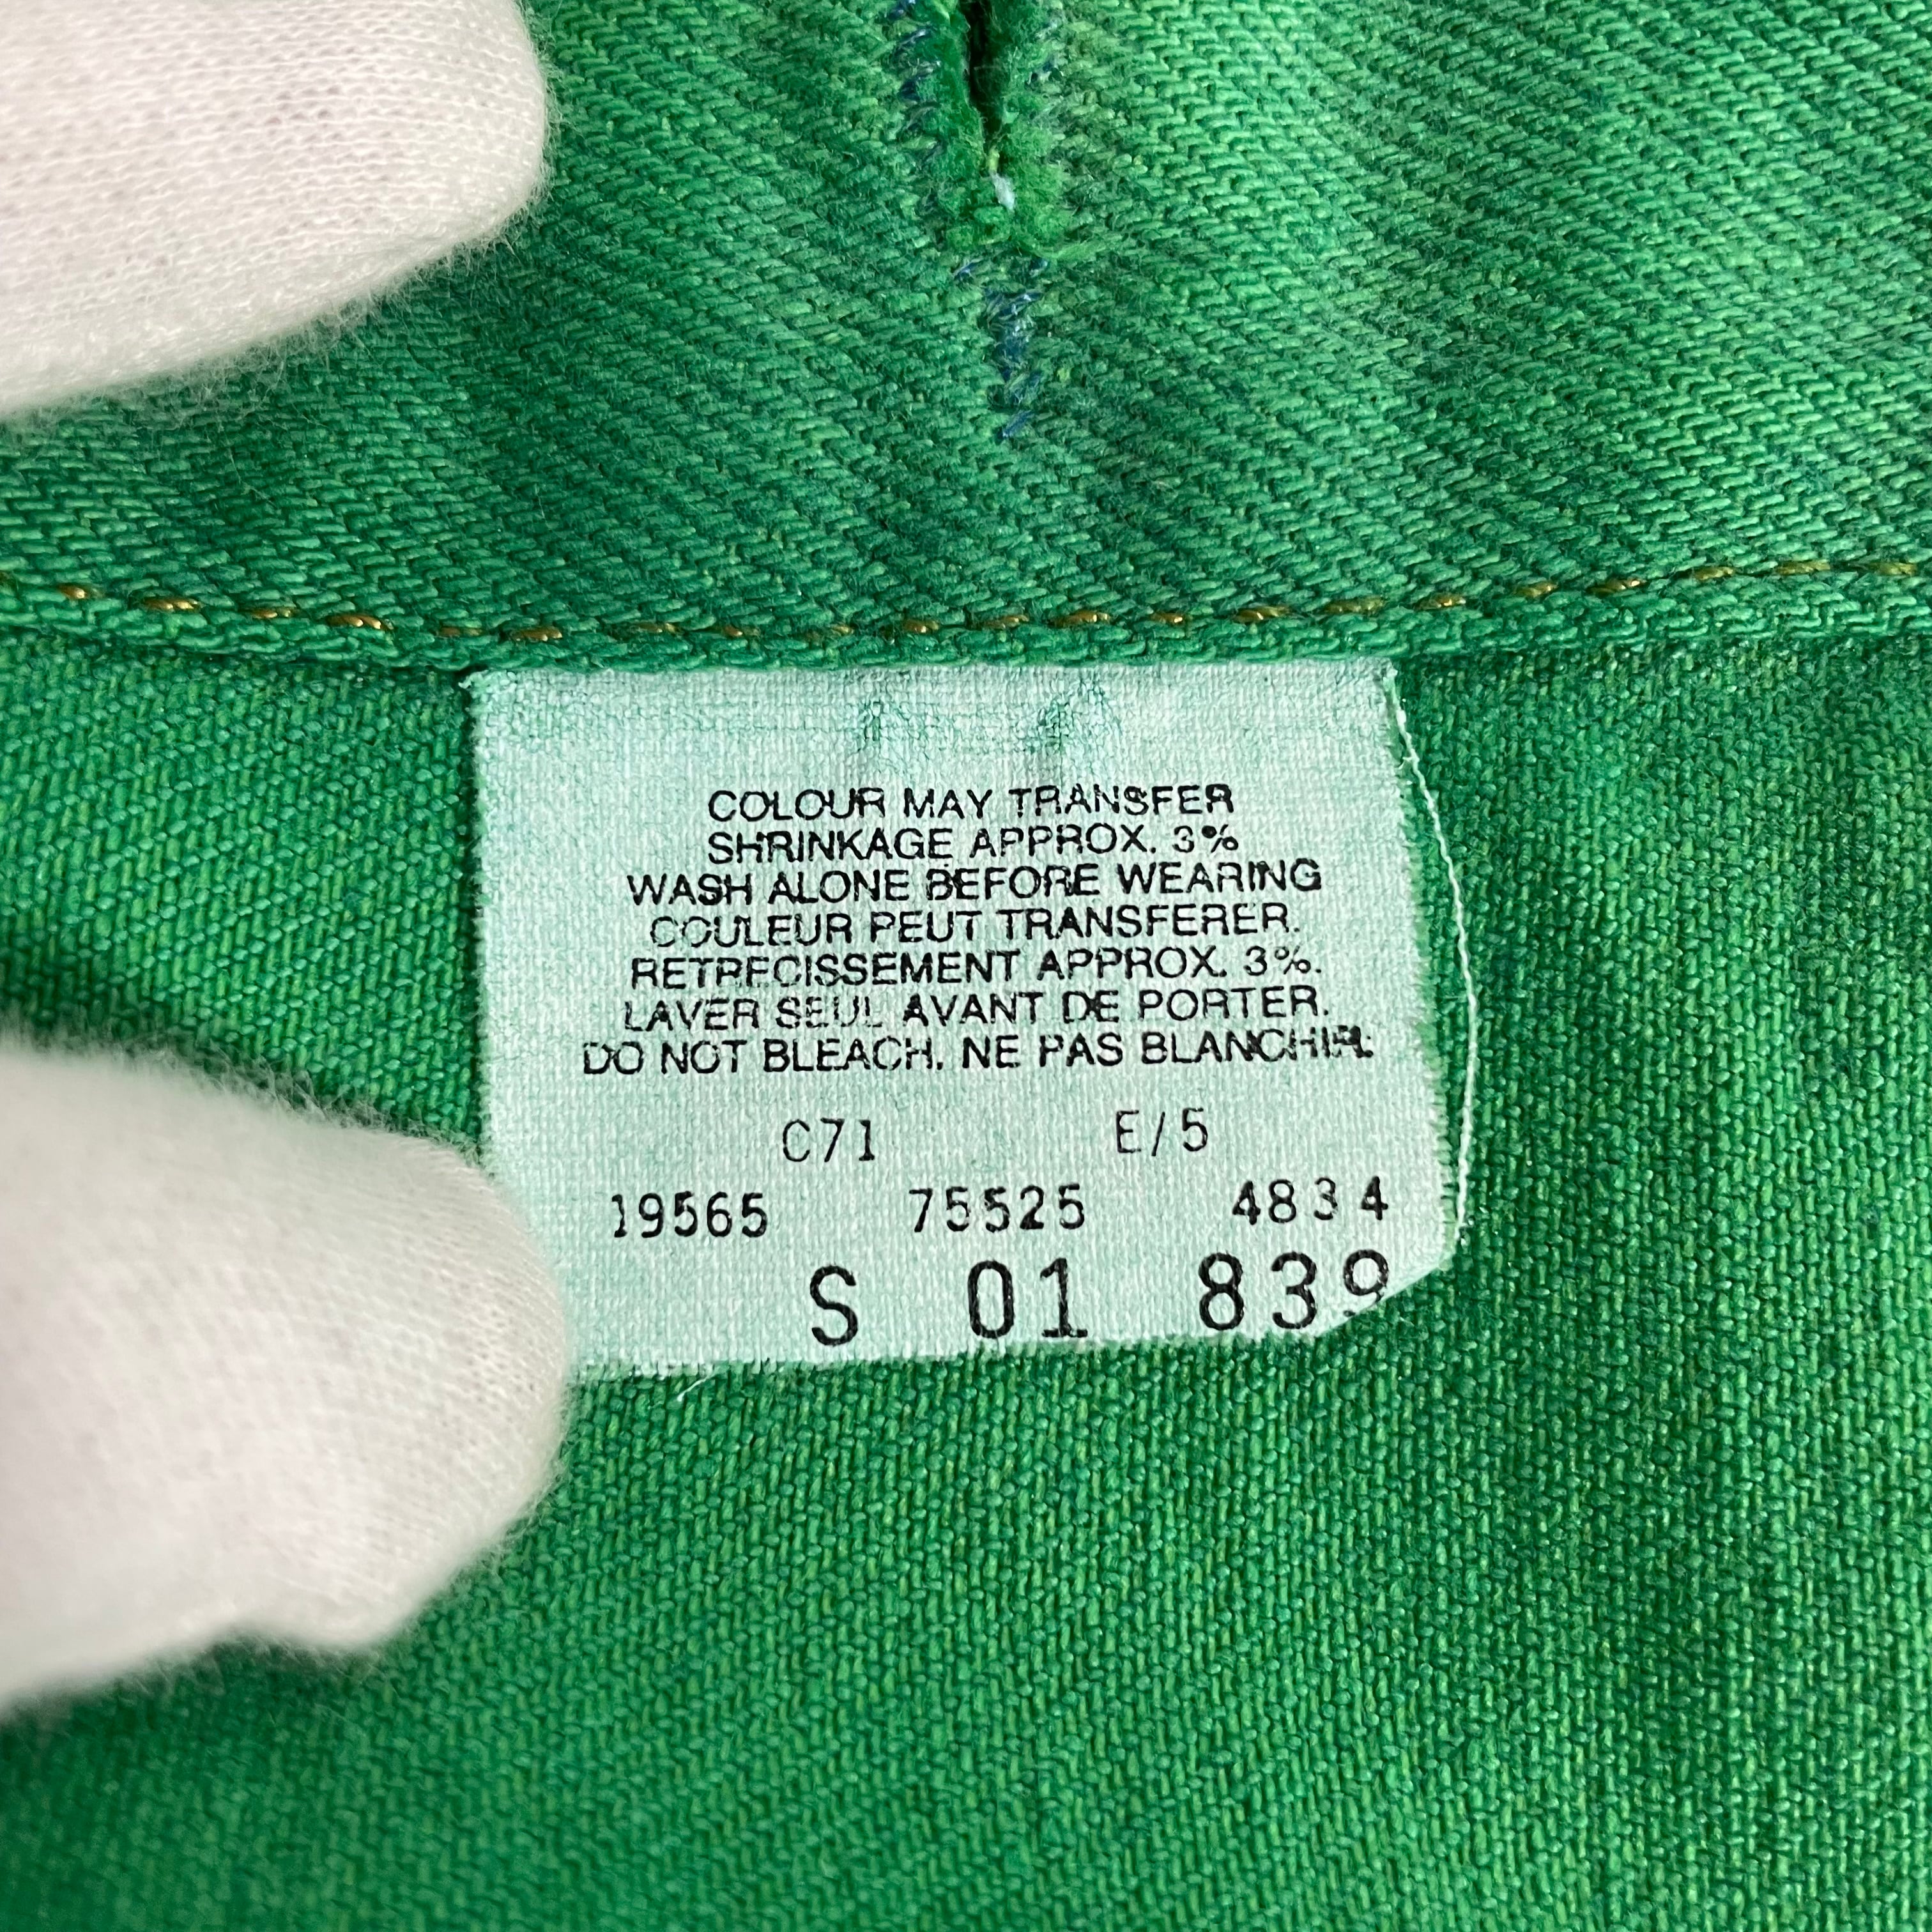 COLOUR MAY TRANSFER
SHRINKAGE APPROX. 3%
WASH ALONE BEFORE WEARING
COULEUR PEUT TRANSFERER.
RETRECISSEMENT APPROX. 3%.
LAVER SEUL AVANT DE PORTER.
DO NOT BLEACH. NE PAS BLANCHIR.
C71 E/5
19565 75525 4834
S 01 839